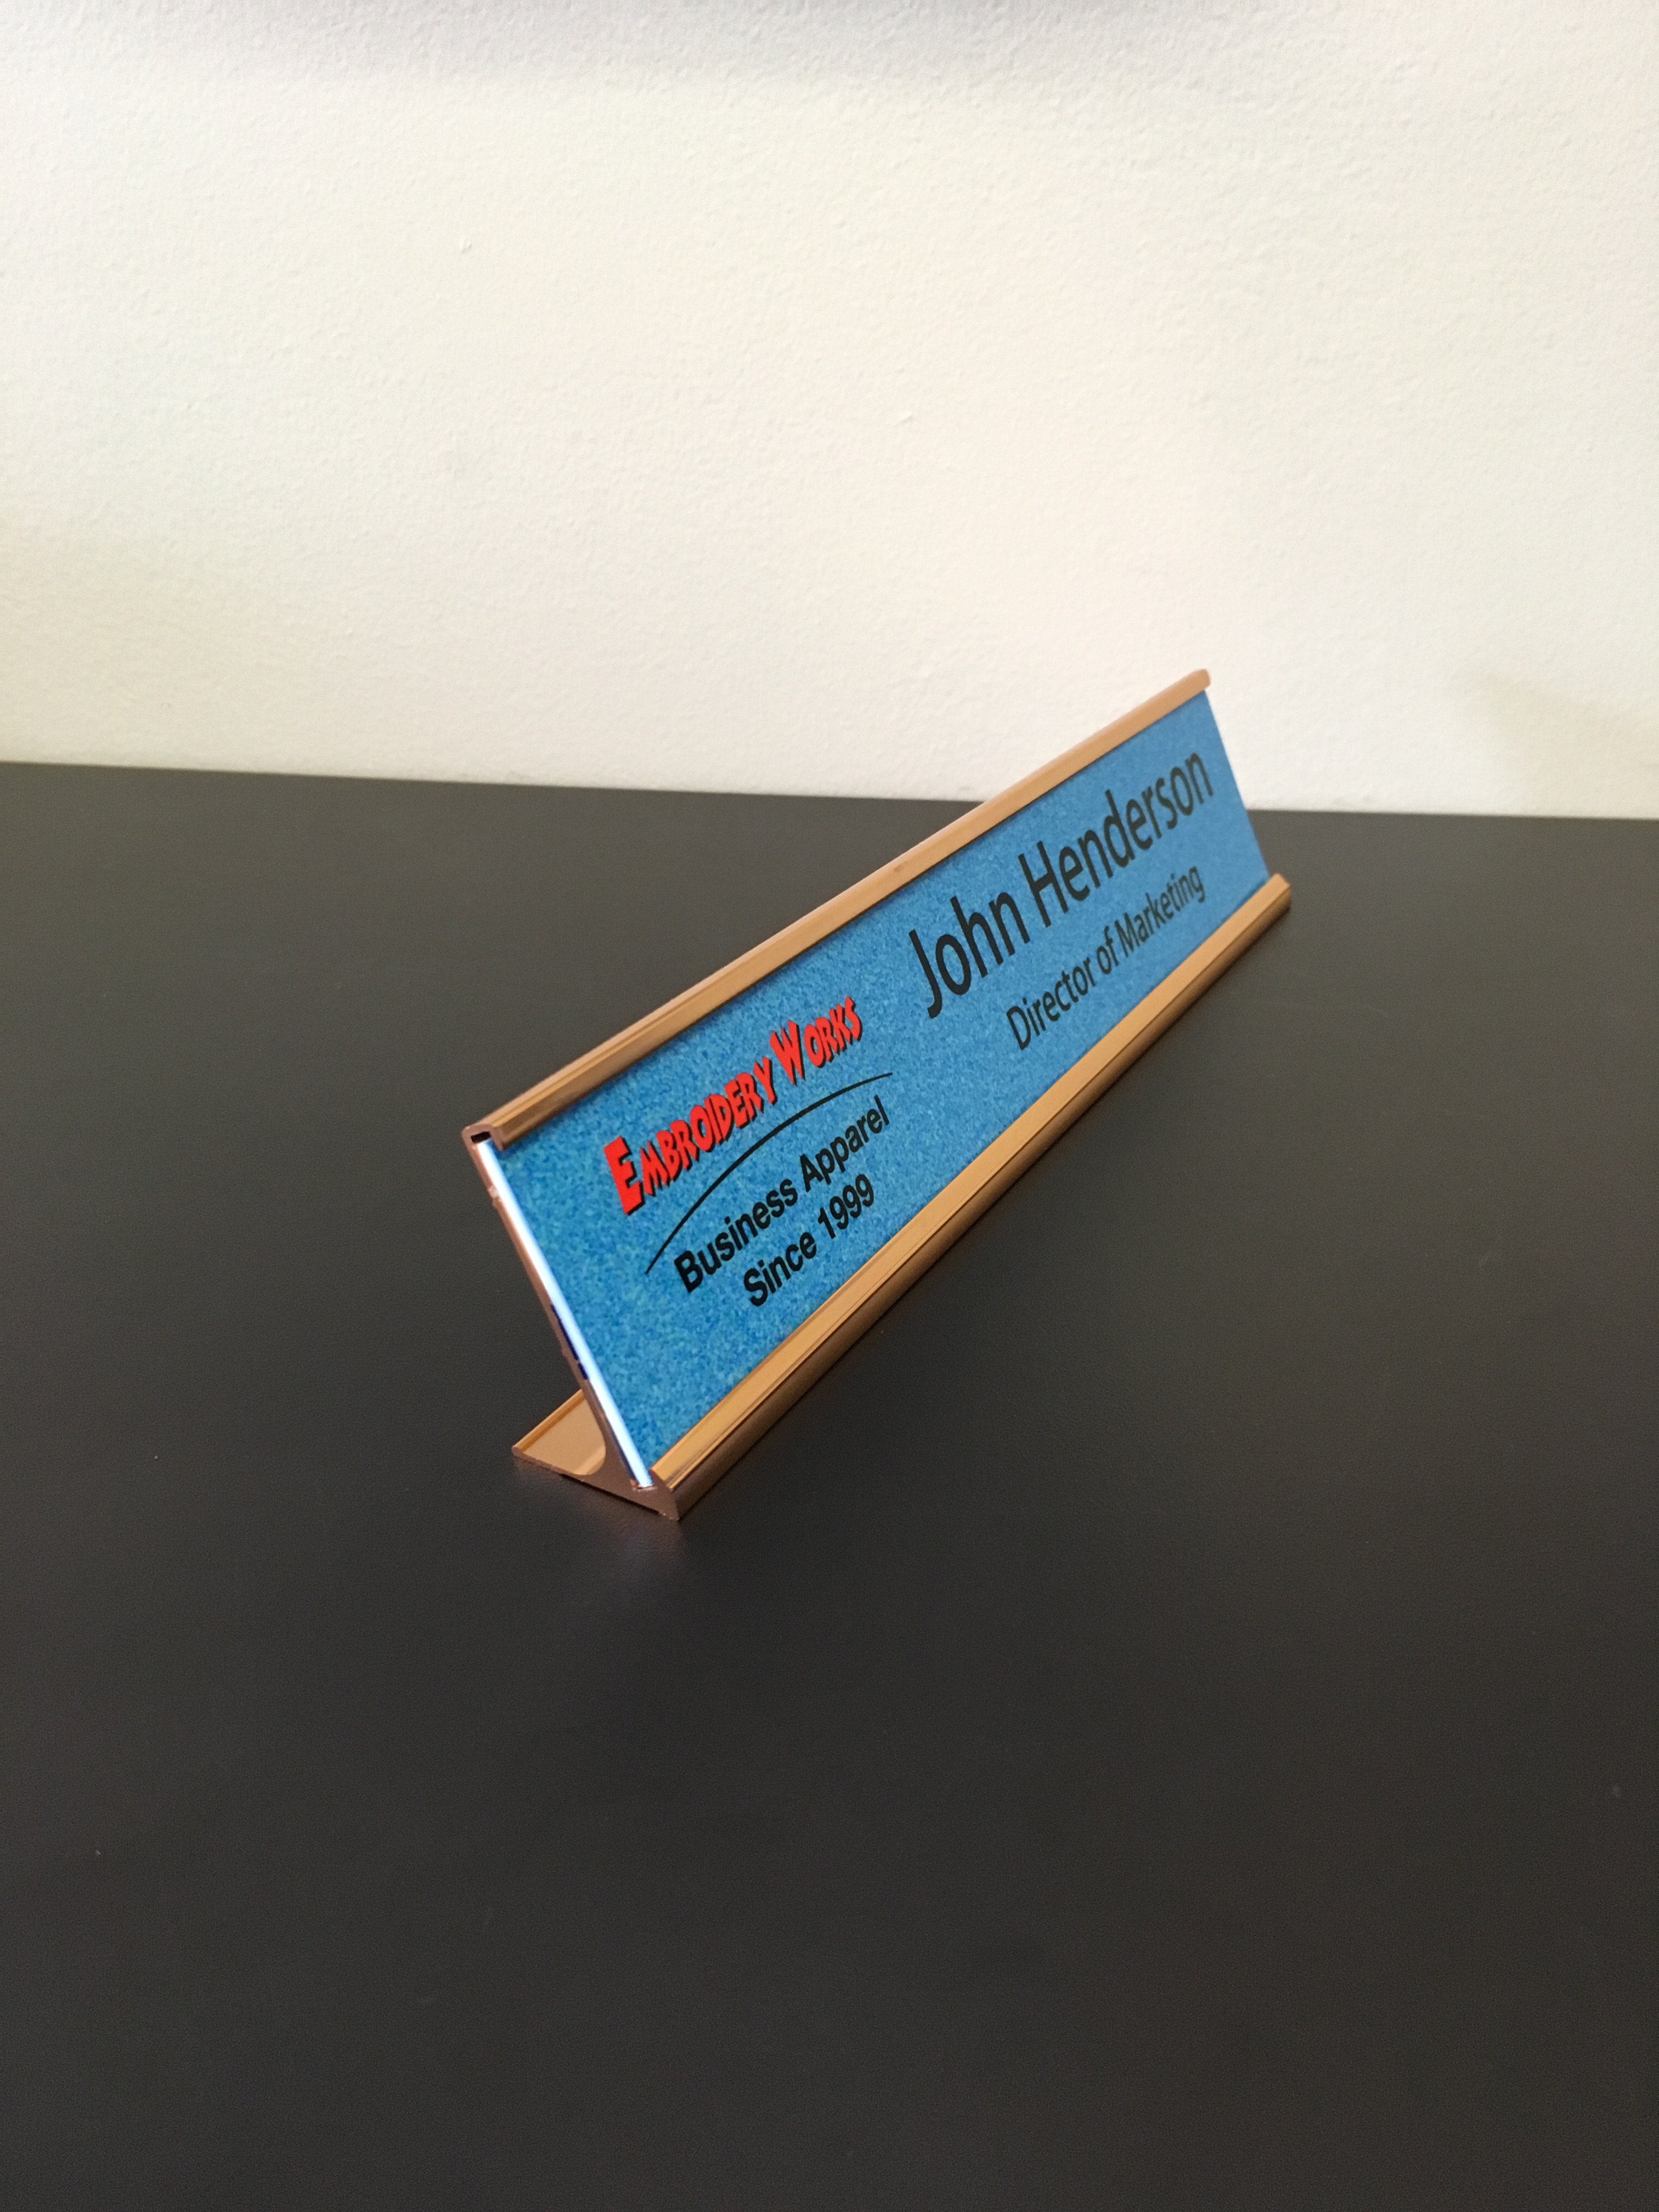 EMBROIDERY WORKS
Business Apparel
Since 1999
John Henderson
Director of Marketing